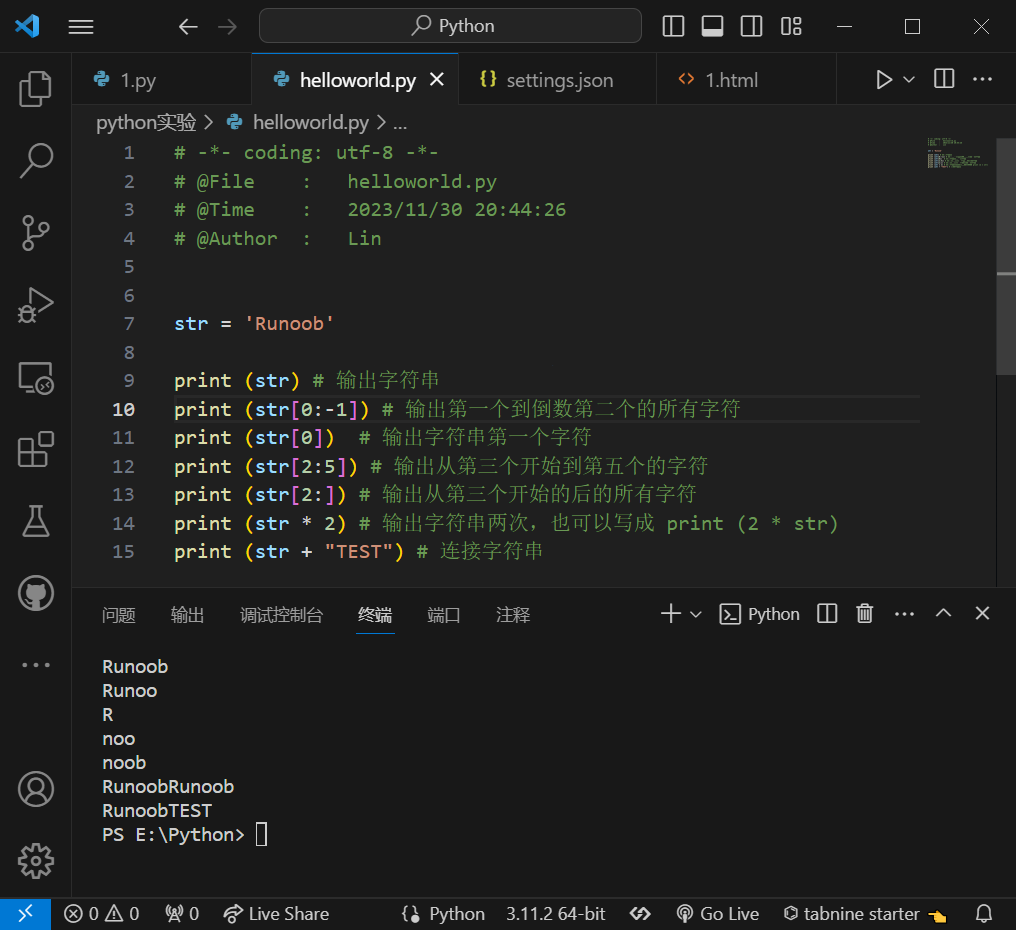 Python
1.py
helloworld.py
settings.json
1.html
python实验 > helloworld.py > ...
1 # -*- coding: utf-8 -*-
2 # @File    :   helloworld.py
3 # @Time    :   2023/11/30 20:44:26
4 # @Author  :   Lin
5
6
7 str = 'Runoob'
8
9 print (str) # 输出字符串
10 print (str[0:-1]) # 输出第一个到倒数第二个的所有字符
11 print (str[0])  # 输出字符串第一个字符
12 print (str[2:5]) # 输出从第三个开始到第五个的字符
13 print (str[2:]) # 输出从第三个开始的后的所有字符
14 print (str * 2) # 输出字符串两次，也可以写成 print (2 * str)
15 print (str + "TEST") # 连接字符串
问题 输出 调试控制台 终端 端口 注释 Python
Runoob
Runoo
R
noo
noob
RunoobRunoob
RunoobTEST
PS E:\Python>
0 0 0 Live Share Python 3.11.2 64-bit Go Live tabnine starter